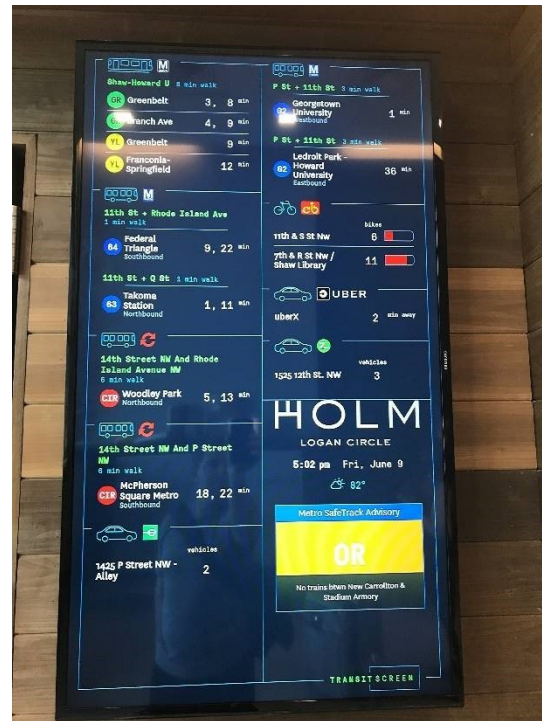 M
Shaw-Howard U 6 min walk
GR Greenbelt 3, 8 min
Branch Ave 4, 9 min
YL Greenbelt 9 min
YL Franconia-
Springfield 12 min
M
11th St + Rhode Island Ave
1 min walk
64 Federal
Triangle 9, 22 min
Southbound
11th St + Q St 1 min walk
63 Takoma
Station 1, 11 min
Northbound
14th Street NW And Rhode
Island Avenue NW
6 min walk
CIR Woodley Park 5, 13 min
Northbound
14th Street NW And P Street
NW
6 min walk
CIR McPherson
Square Metro 18, 22 min
Southbound
vehicles
1425 P Street NW - 2
Alley
M
P St + 11th St 3 min walk
Georgetown
University 1 min
Westbound
P St + 11th St 3 min walk
G2 Ledroit Park -
Howard
University 36 min
Eastbound
cb
bikes
11th & S St Nw 6
7th & R St Nw / 11
Shaw Library
UBER
uberX 2 min away
vehicles
1525 12th St. NW 3
HOLM
LOGAN CIRCLE
5:02 pm Fri, June 9
82°
Metro SafeTrack Advisory
OR
No trains btwn New Carrollton &
Stadium Armory
TRANSITSCREEN